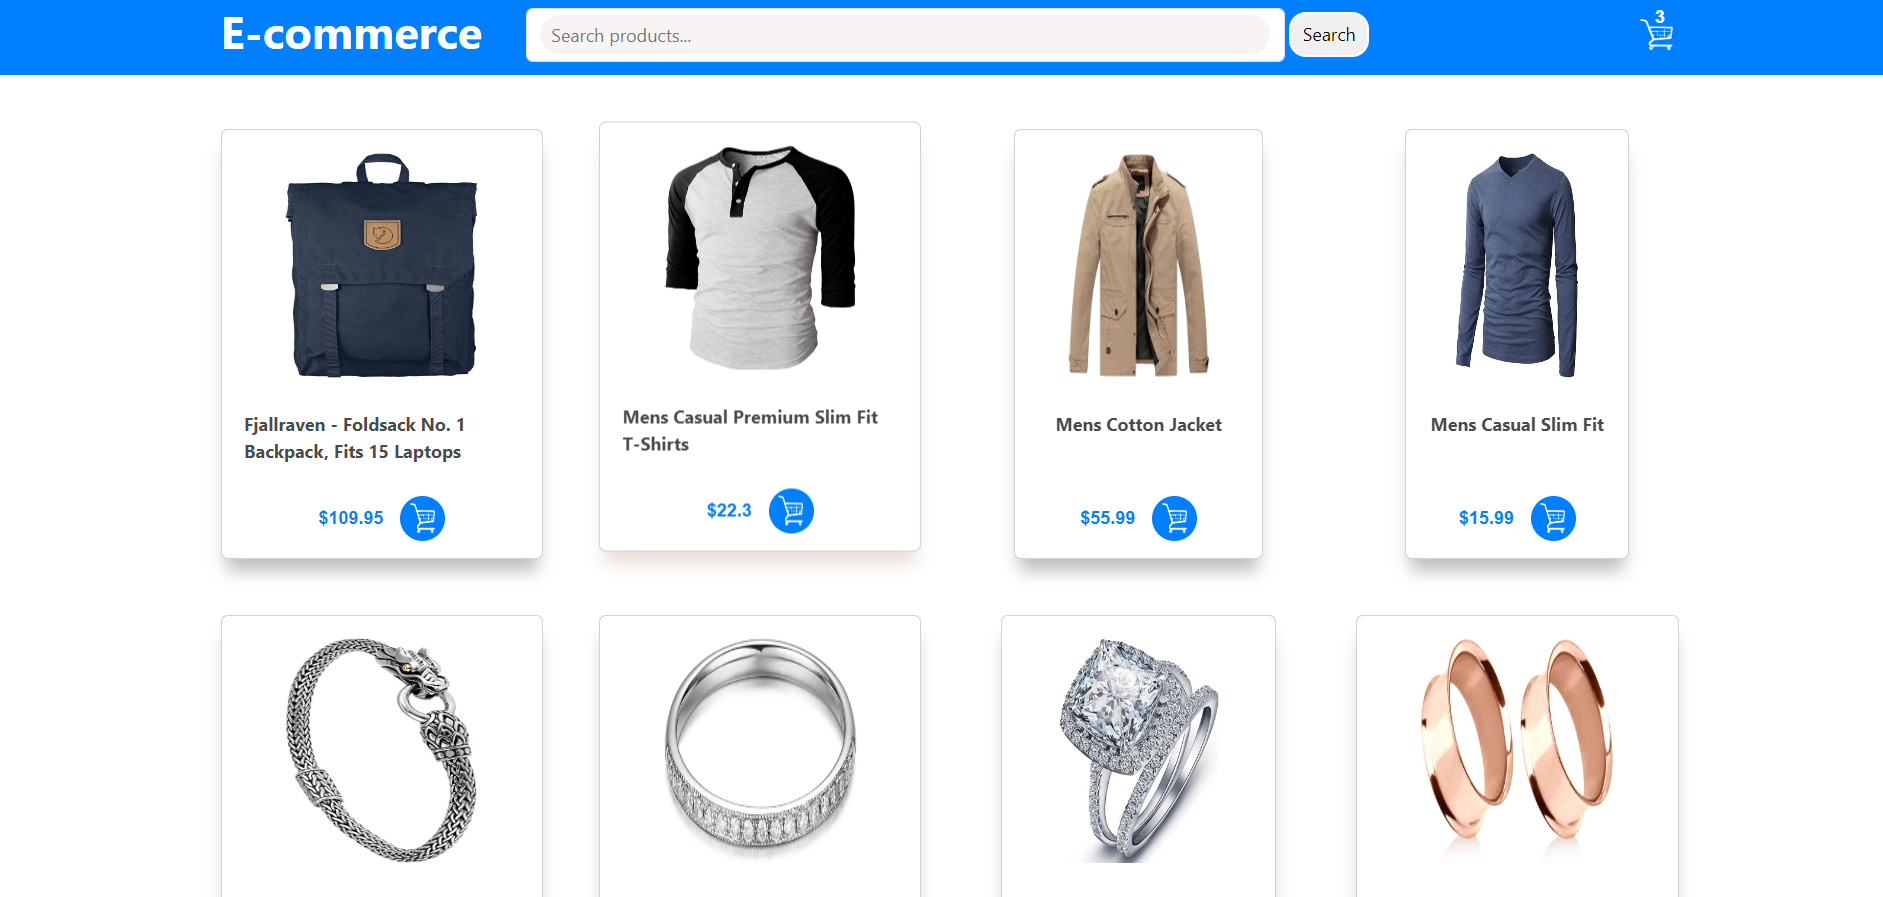 E-commerce
Search products...
Search
3
Fjallraven - Foldsack No. 1
Backpack, Fits 15 Laptops
$109.95
Mens Casual Premium Slim Fit
T-Shirts
$22.3
Mens Cotton Jacket
$55.99
Mens Casual Slim Fit
$15.99